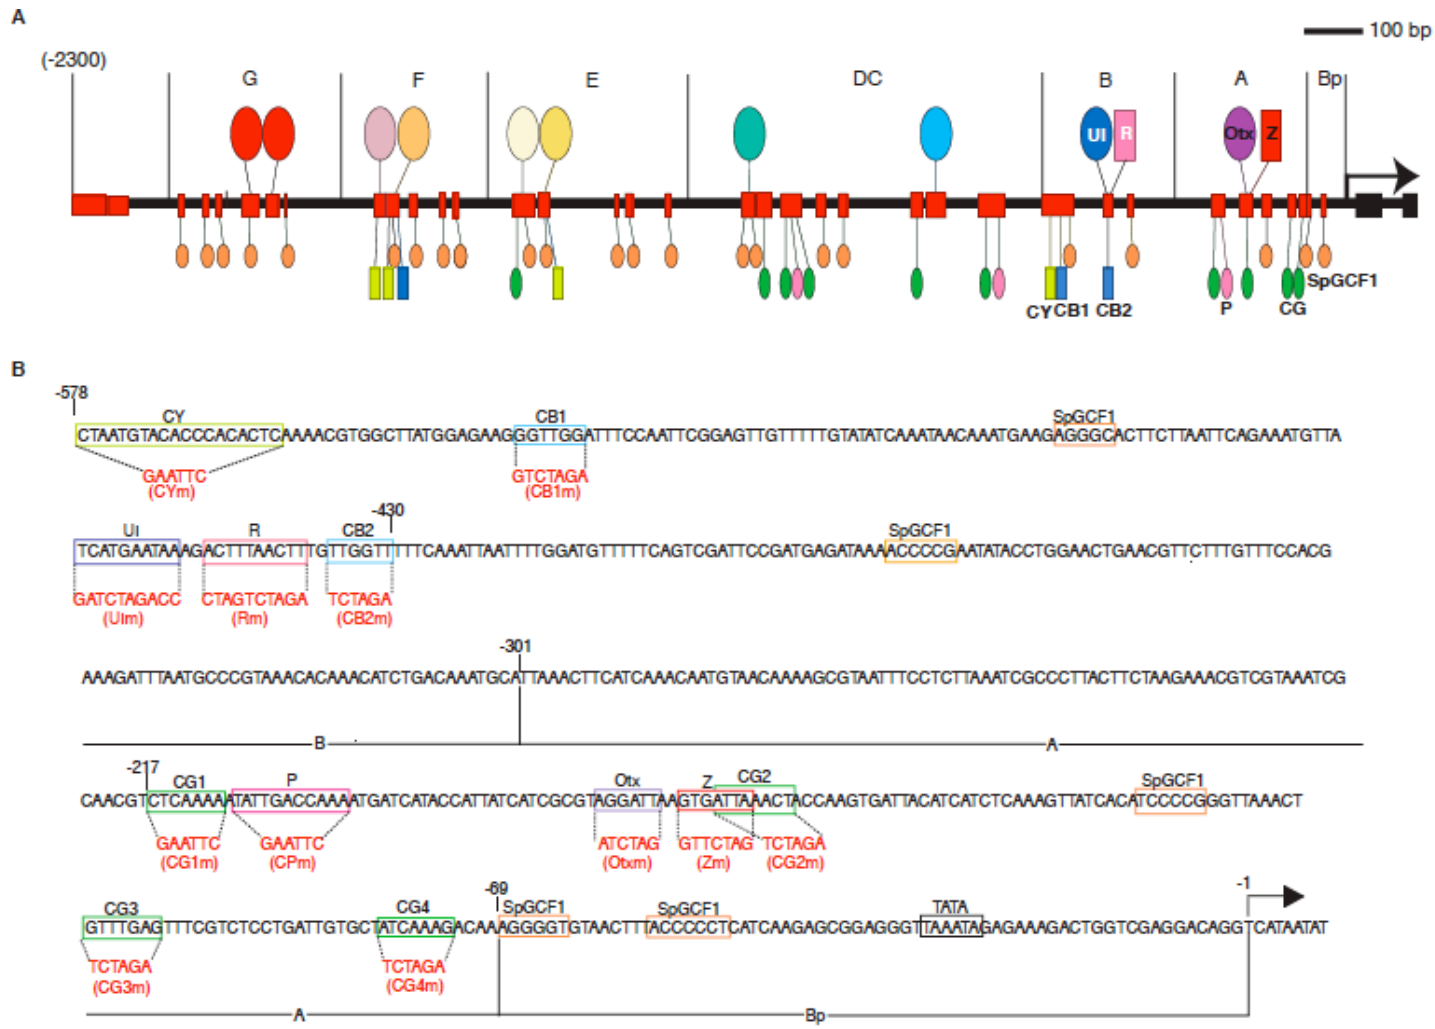 A
100 bp
(-2300)
G F E DC B A Bp
UI R Otx Z
SpGCF1
CY CB1 CB2 P CG
B
-578
CY CB1 SpGCF1
CTAATGTACACCCACACTCAAAACGTGGCTTATGGAGAAGGGTTGGATTTCCAATTCGGAGTTGTTTTTGTATATCAAATAACAAATGAAGAGGGCACTTCTTAATTCAGAAATGTTA
GAATTC GTCTAGA
(CYm) (CB1m)
-430
UI R CB2 SpGCF1
TCATGAATAAAGACTTTAACTTTGTTGGTTTTTCAAATTAATTTTGGATGTTTTTCAGTCGATTCCGATGAGATAAAACCCCGAATATACCTGGAACTGAACGTTCTTTGTTTCCACG
GATCTAGACC CTAGTCTAGA TCTAGA
(UIm) (Rm) (CB2m)
-301
AAAGATTTAATGCCCGTAAACACAAACATCTGACAAATGCATTAAACTTCATCAAACAATGTAACAAAAGCGTAATTTCCTCTTAAATCGCCCTTACTTCTAAGAAACGTCGTAAATCG
B A
-217
CG1 P Otx Z CG2 SpGCF1
CAACGTCTCAAAAATATTGACCAAAATGATCATACCATTATCATCGCGTAGGATTAAGTGATTAAACTACCAAGTGATTACATCATCTCAAAGTTATCACATCCCCGGGTTAAACT
GAATTC GAATTC ATCTAG GTTCTAG TCTAGA
(CG1m) (CPm) (Otxm) (Zm) (CG2m)
-69 -1
CG3 CG4 SpGCF1 SpGCF1 TATA
GTTTGAGTTTCGTCTCCTGATTGTGCTATCAAAGACAAAGGGGTGTAACTTTACCCCCTCATCAAGAGCGGAGGGTTAAATAGAGAAAGACTGGTCGAGGACAGGTCATAATAT
TCTAGA TCTAGA
(CG3m) (CG4m)
A Bp